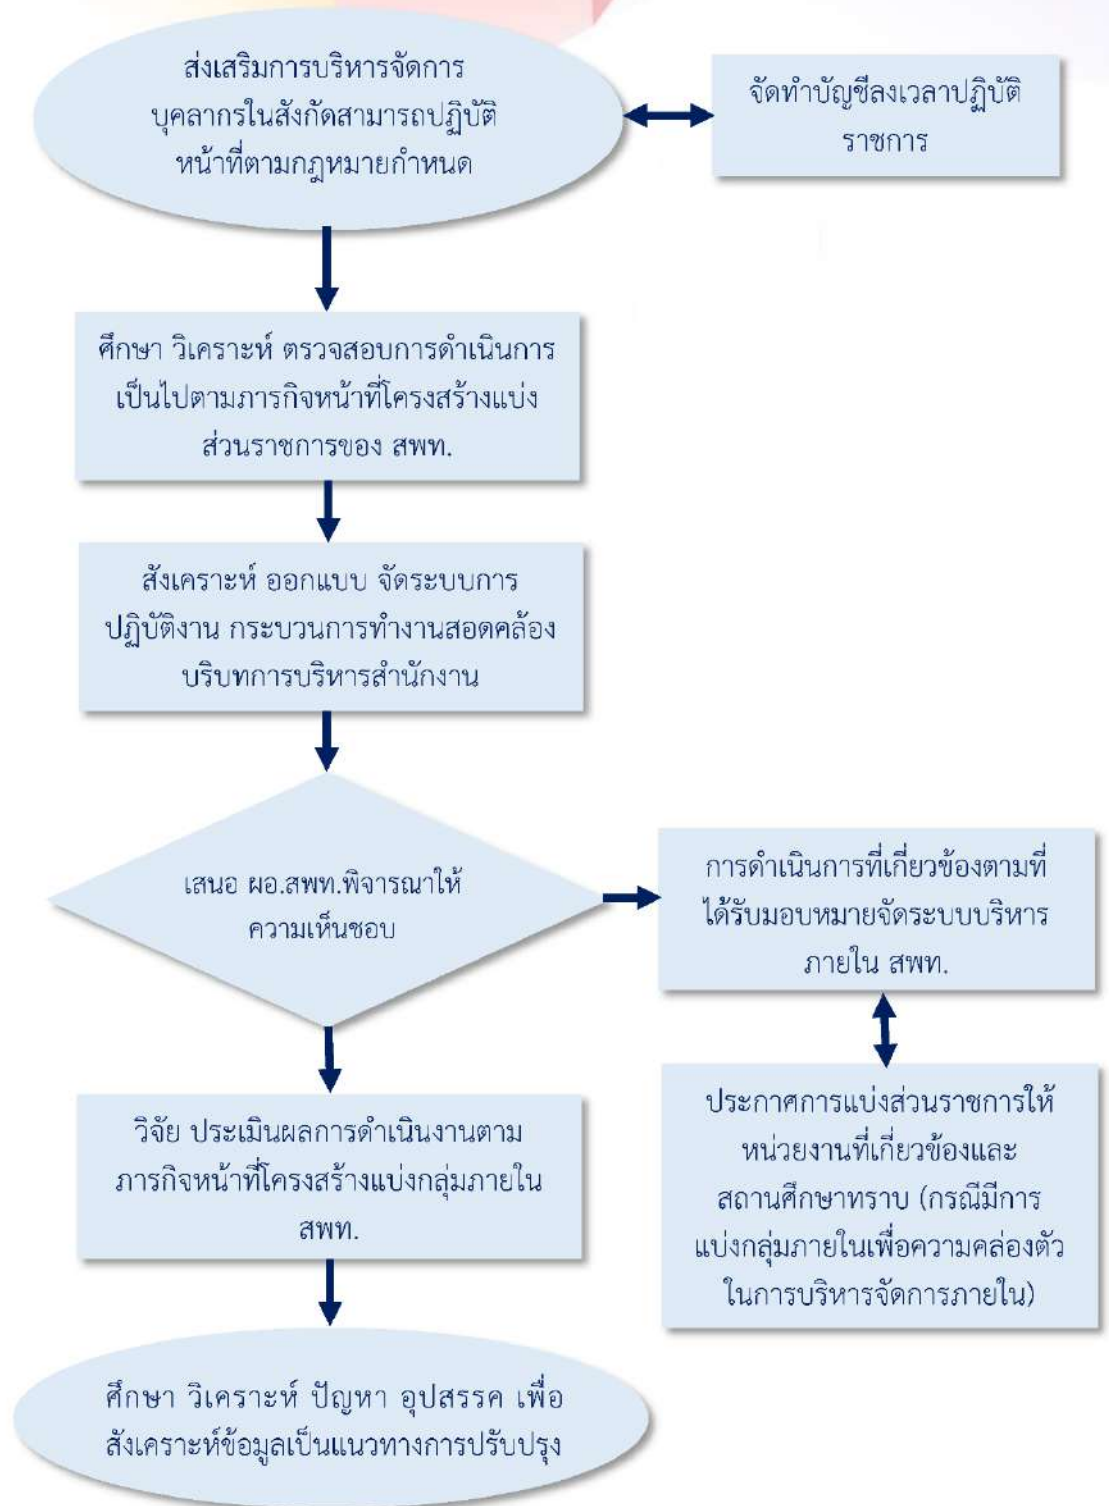 ส่งเสริมการบริหารจัดการ
บุคลากรในสังกัดสามารถปฏิบัติ
หน้าที่ตามกฎหมายกำหนด
จัดทำบัญชีลงเวลาปฏิบัติ
ราชการ
ศึกษา วิเคราะห์ ตรวจสอบการดำเนินการ
เป็นไปตามภารกิจหน้าที่โครงสร้างแบ่ง
ส่วนราชการของ สพท.
สังเคราะห์ ออกแบบ จัดระบบการ
ปฏิบัติงาน กระบวนการทำงานสอดคล้อง
บริบทการบริหารสำนักงาน
เสนอ ผอ.สพท.พิจารณาให้
ความเห็นชอบ
การดำเนินการที่เกี่ยวข้องตามที่
ได้รับมอบหมายจัดระบบบริหาร
ภายใน สพท.
ประกาศการแบ่งส่วนราชการให้
หน่วยงานที่เกี่ยวข้องและ
สถานศึกษาทราบ (กรณีมีการ
แบ่งกลุ่มภายในเพื่อความคล่องตัว
ในการบริหารจัดการภายใน)
วิจัย ประเมินผลการดำเนินงานตาม
ภารกิจหน้าที่โครงสร้างแบ่งกลุ่มภายใน
สพท.
ศึกษา วิเคราะห์ ปัญหา อุปสรรค เพื่อ
สังเคราะห์ข้อมูลเป็นแนวทางการปรับปรุง